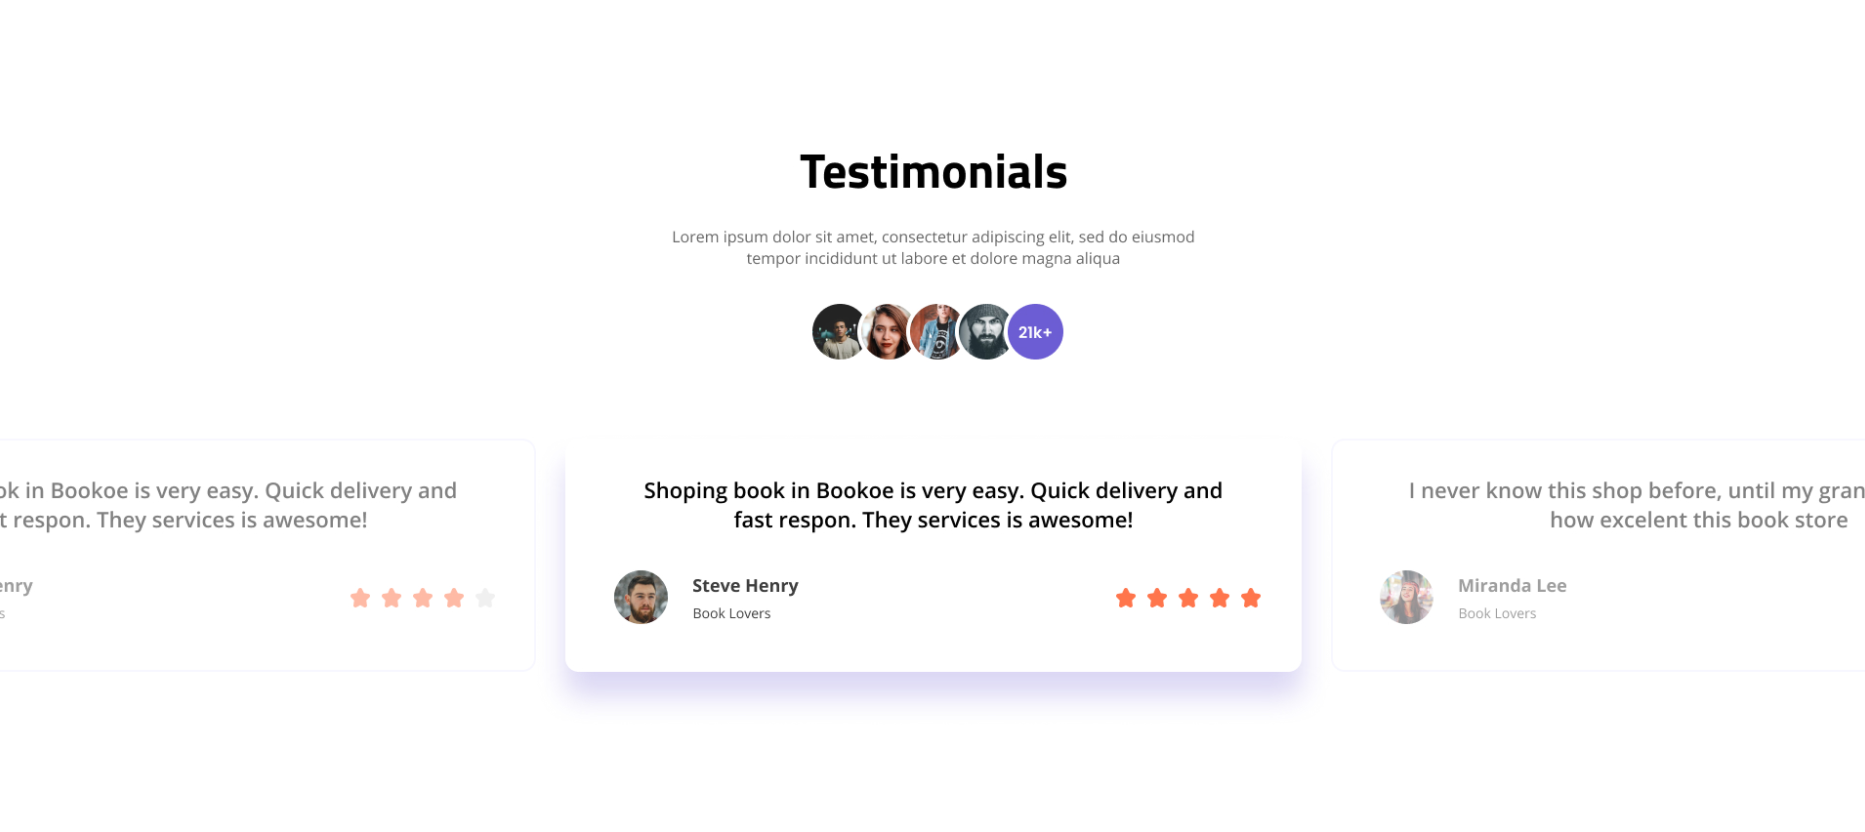 Testimonials
Lorem ipsum dolor sit amet, consectetur adipiscing elit, sed do eiusmod
tempor incididunt ut labore et dolore magna aliqua
21k+
in Bookoe is very easy. Quick delivery and
respon. They services is awesome!
Shoping book in Bookoe is very easy. Quick delivery and
fast respon. They services is awesome!
Steve Henry
Book Lovers
I never know this shop before, until my
how excelent this book store
Miranda Lee
Book Lovers